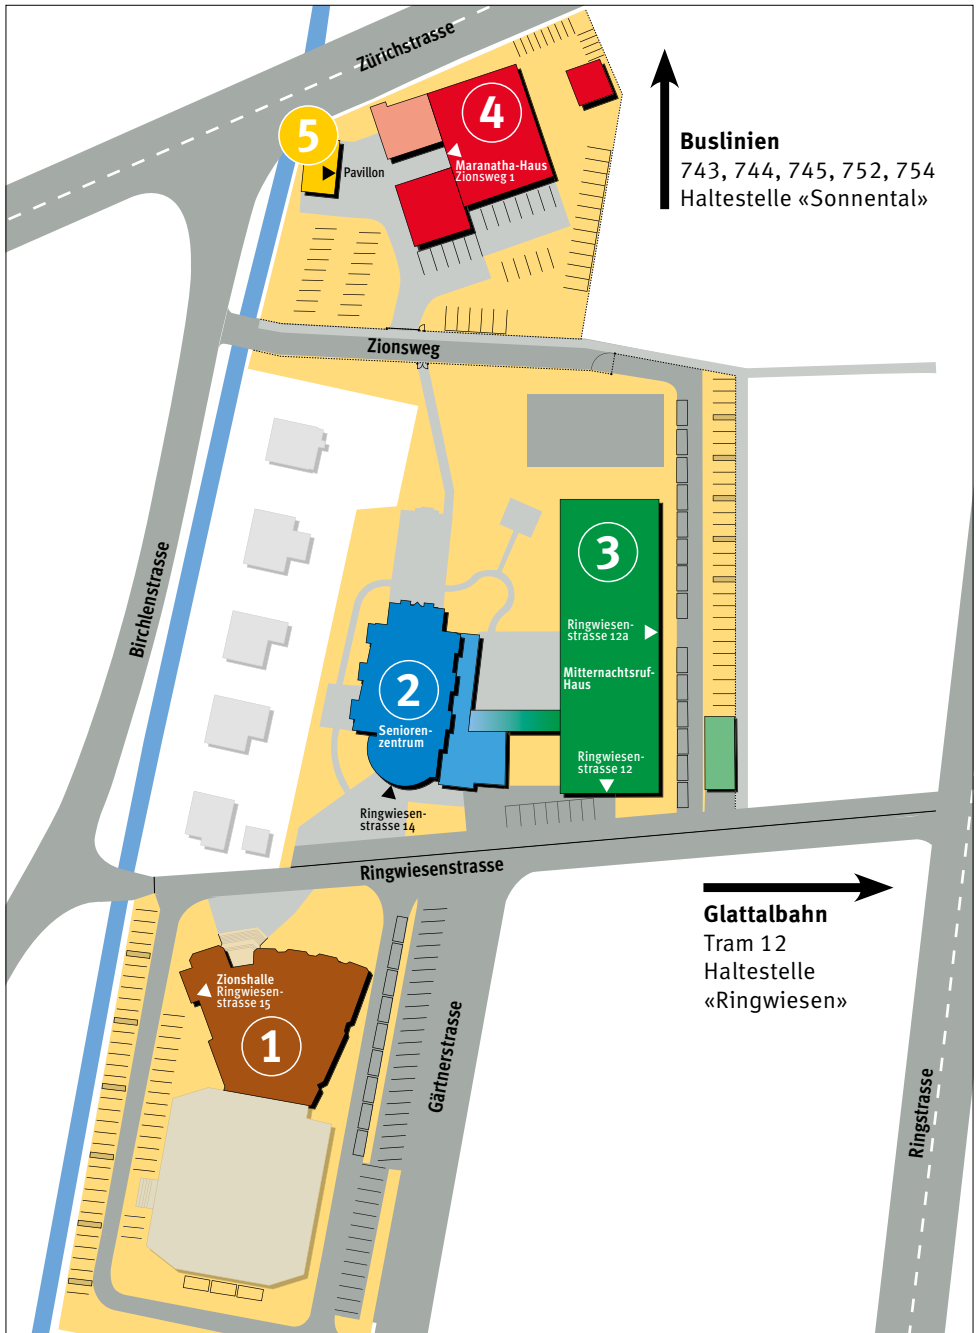 Zürichstrasse
5
Pavillon
4
Maranatha-Haus
Zionsweg 1
Buslinien
743, 744, 745, 752, 754
Haltestelle «Sonnental»
Zionsweg
Birchlenstrasse
3
Ringwiesen-
strasse 12a
Mitternachtsruf-
Haus
Ringwiesen-
strasse 12
2
Senioren-
zentrum
Ringwiesen-
strasse 14
Ringwiesenstrasse
Glattalbahn
Tram 12
Haltestelle
«Ringwiesen»
Zionshalle
Ringwiesen-
strasse 15
1
Gärtnerstrasse
Ringstrasse